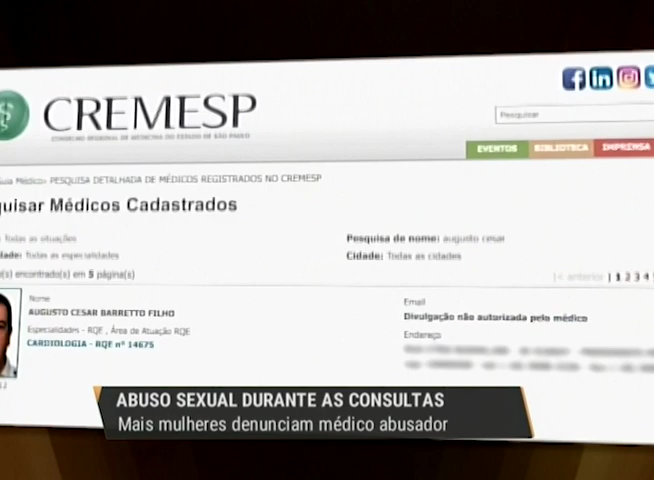 CREMESP
CONSELHO REGIONAL DE MEDICINA DO ESTADO DE SÃO PAULO
Pesquisar
EVENTOS BIBLIOTECA IMPRENSA
Guia Médico» PESQUISA DETALHADA DE MÉDICOS REGISTRADOS NO CREMESP
quisar Médicos Cadastrados
Todas as situações Pesquisa de nome: augusto cesar
dade: Todas as especialidades Cidade: Todas as cidades
o(s) encontrado(s) em 5 página(s)
|< anterior | 1 2 3 4
Nome Email
AUGUSTO CESAR BARRETTO FILHO Divulgação não autorizada pelo médico
Especialidades - RQE , Área de Atuação RQE Endereço
CARDIOLOGIA - RQE nº 14675
ABUSO SEXUAL DURANTE AS CONSULTAS
Mais mulheres denunciam médico abusador